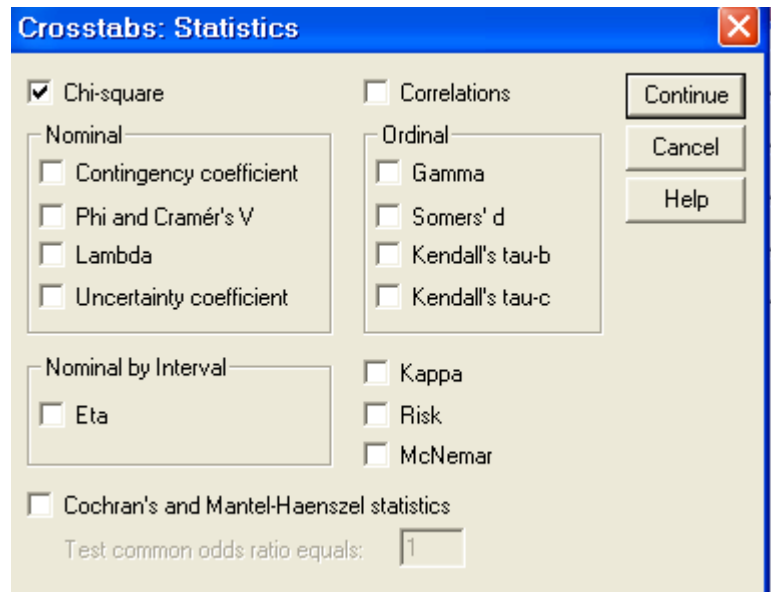 Crosstabs: Statistics
Chi-square
Correlations
Continue
Nominal
Ordinal
Cancel
Contingency coefficient
Gamma
Help
Phi and Cramér's V
Somers' d
Lambda
Kendall's tau-b
Uncertainty coefficient
Kendall's tau-c
Nominal by Interval
Kappa
Eta
Risk
McNemar
Cochran's and Mantel-Haenszel statistics
Test common odds ratio equals: 1